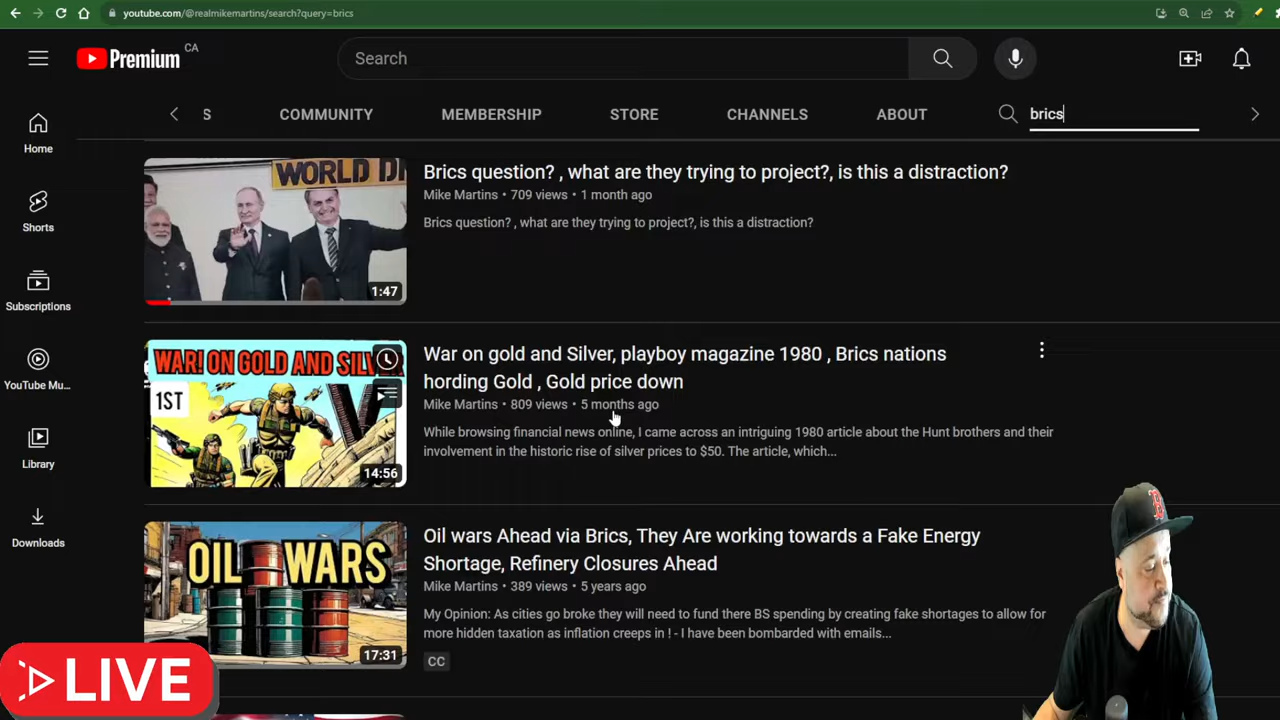 youtube.com/@realmikemartins/search?query=brics
Premium CA
Search
S COMMUNITY MEMBERSHIP STORE CHANNELS ABOUT brics
Home
Shorts
Subscriptions
YouTube Mu...
Library
Downloads
WORLD
1:47
Brics question? , what are they trying to project?, is this a distraction?
Mike Martins • 709 views • 1 month ago
Brics question? , what are they trying to project?, is this a distraction?
WAR! ON GOLD AND SILVER
1ST
14:56
War on gold and Silver, playboy magazine 1980 , Brics nations
hording Gold , Gold price down
Mike Martins • 809 views • 5 months ago
While browsing financial news online, I came across an intriguing 1980 article about the Hunt brothers and their
involvement in the historic rise of silver prices to $50. The article, which...
OIL WARS
17:31
Oil wars Ahead via Brics, They Are working towards a Fake Energy
Shortage, Refinery Closures Ahead
Mike Martins • 389 views • 5 years ago
My Opinion: As cities go broke they will need to fund there BS spending by creating fake shortages to allow for
more hidden taxation as inflation creeps in ! - I have been bombarded with emails...
CC
LIVE
B